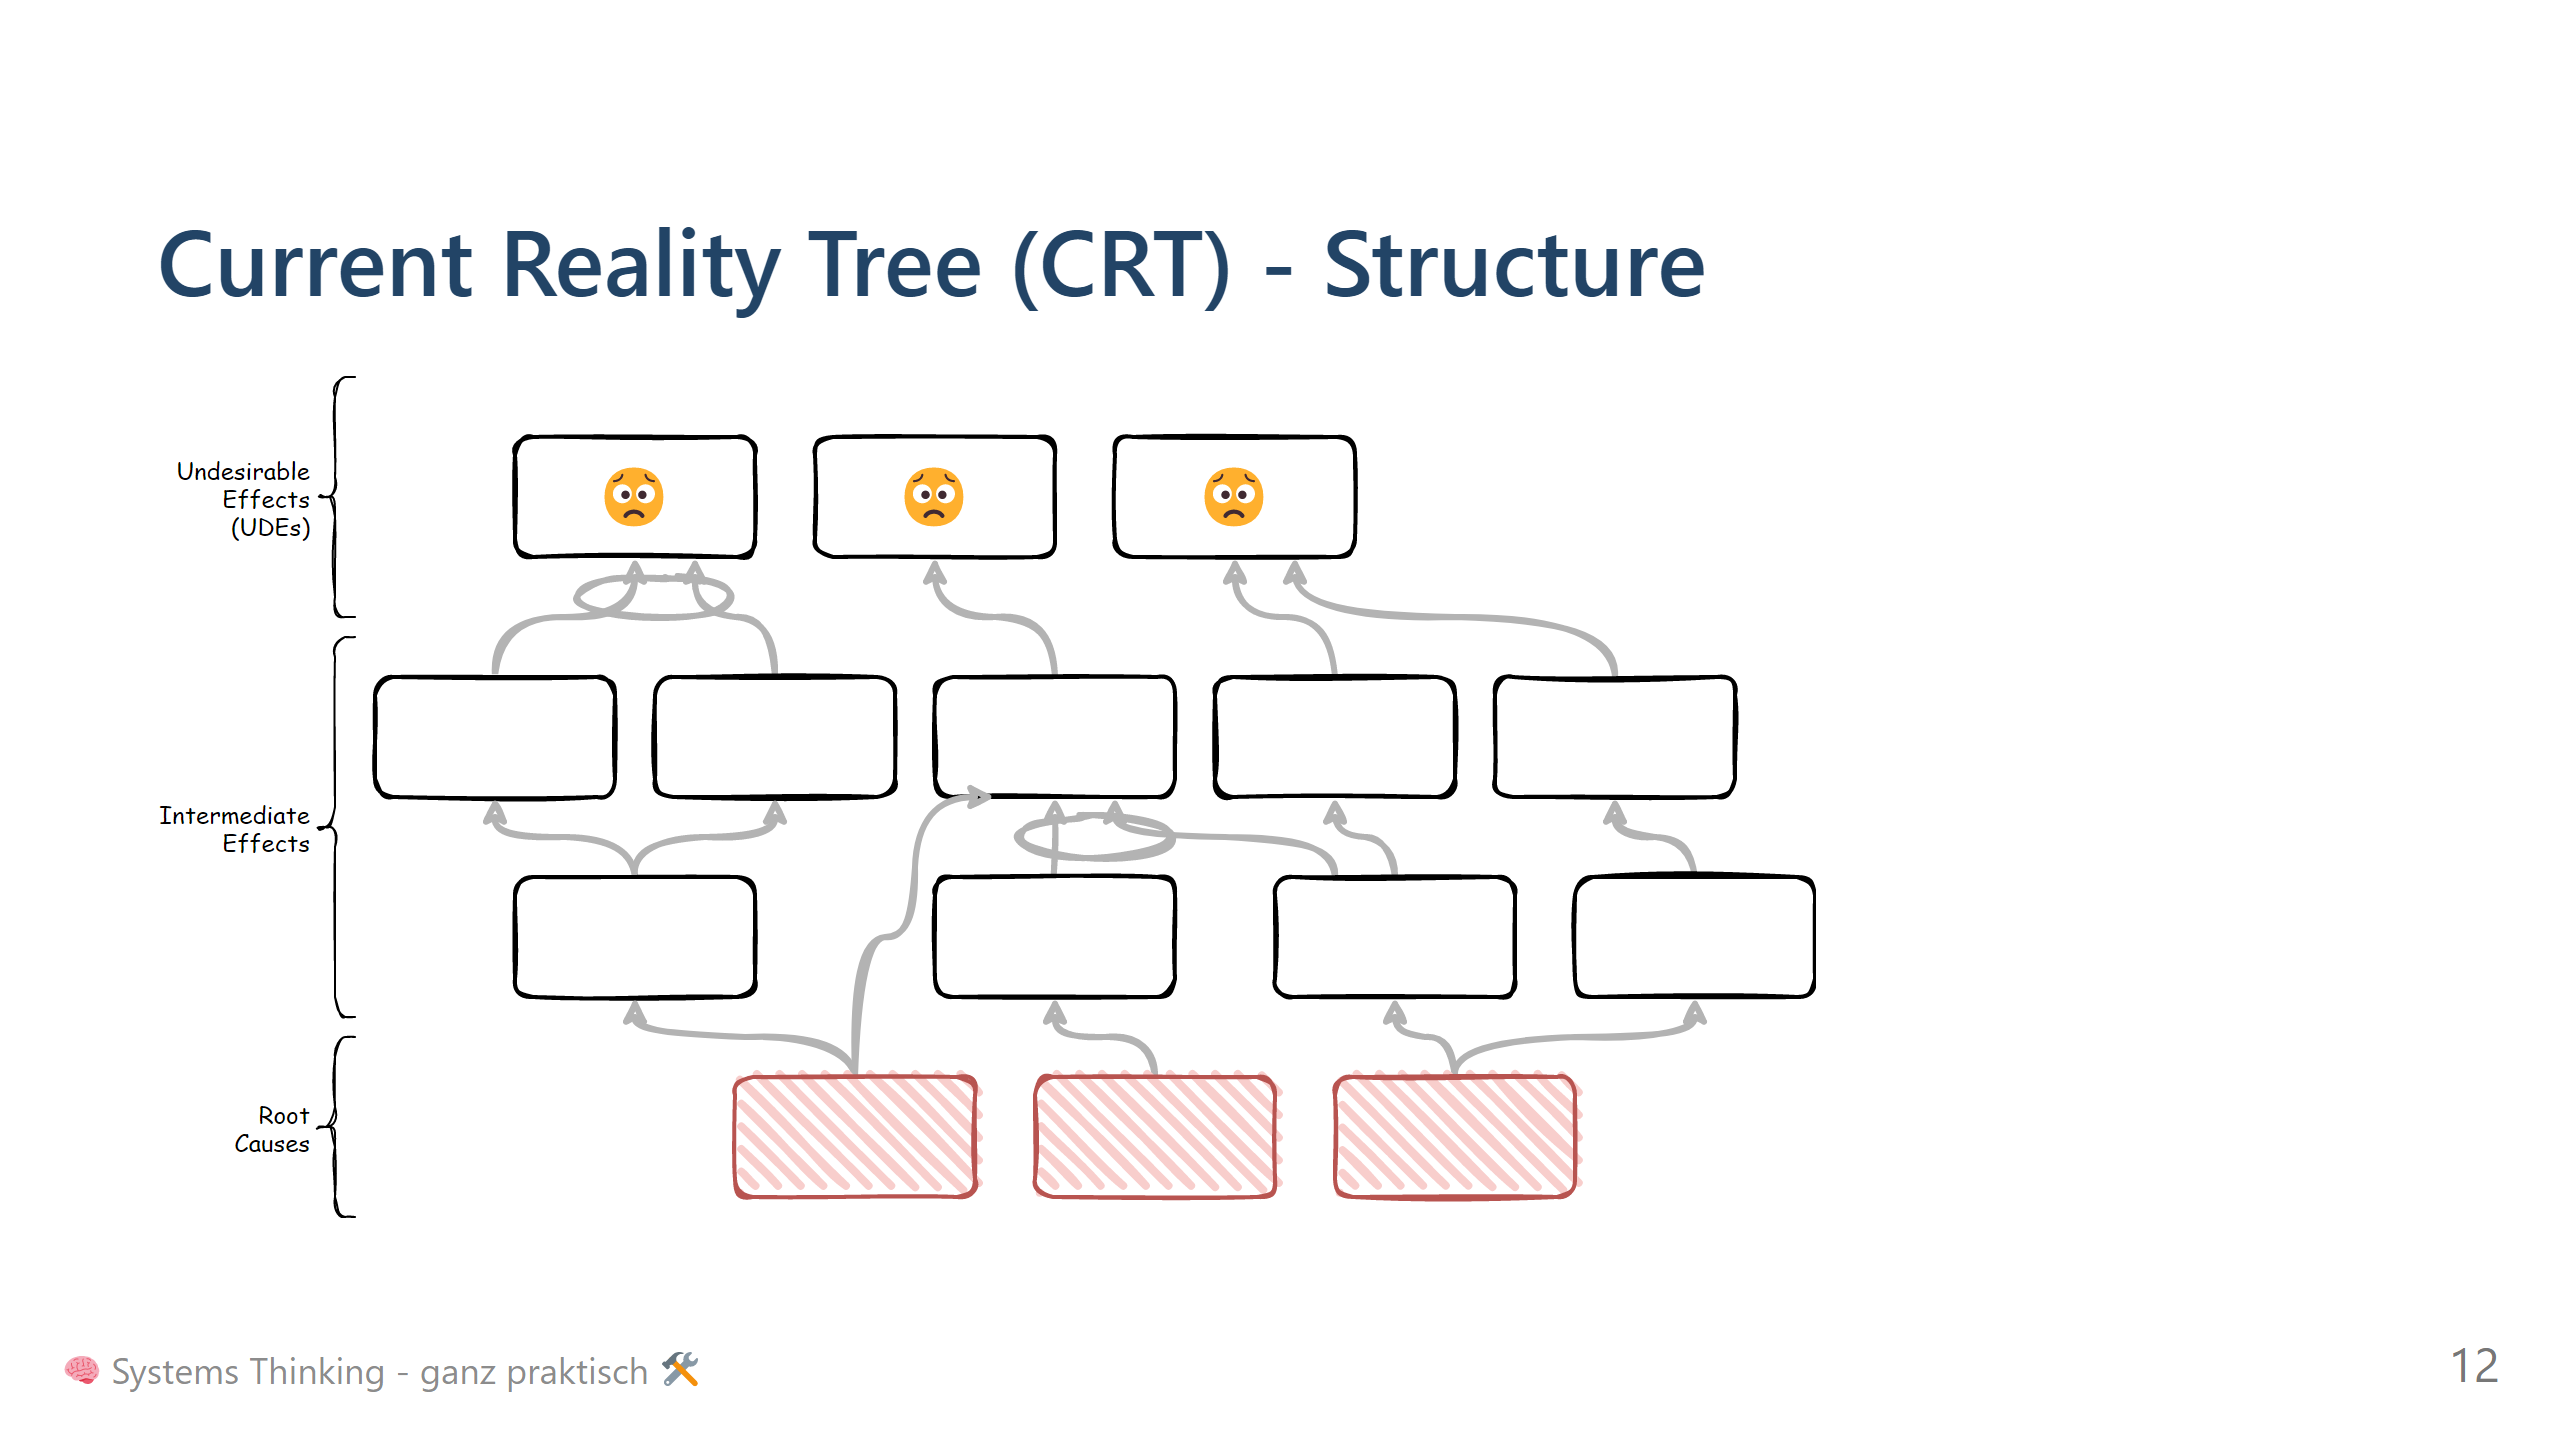 Current Reality Tree (CRT) - Structure
Undesirable
Effects
(UDEs)
Intermediate
Effects
Root
Causes
🧠 Systems Thinking - ganz praktisch 🛠
12